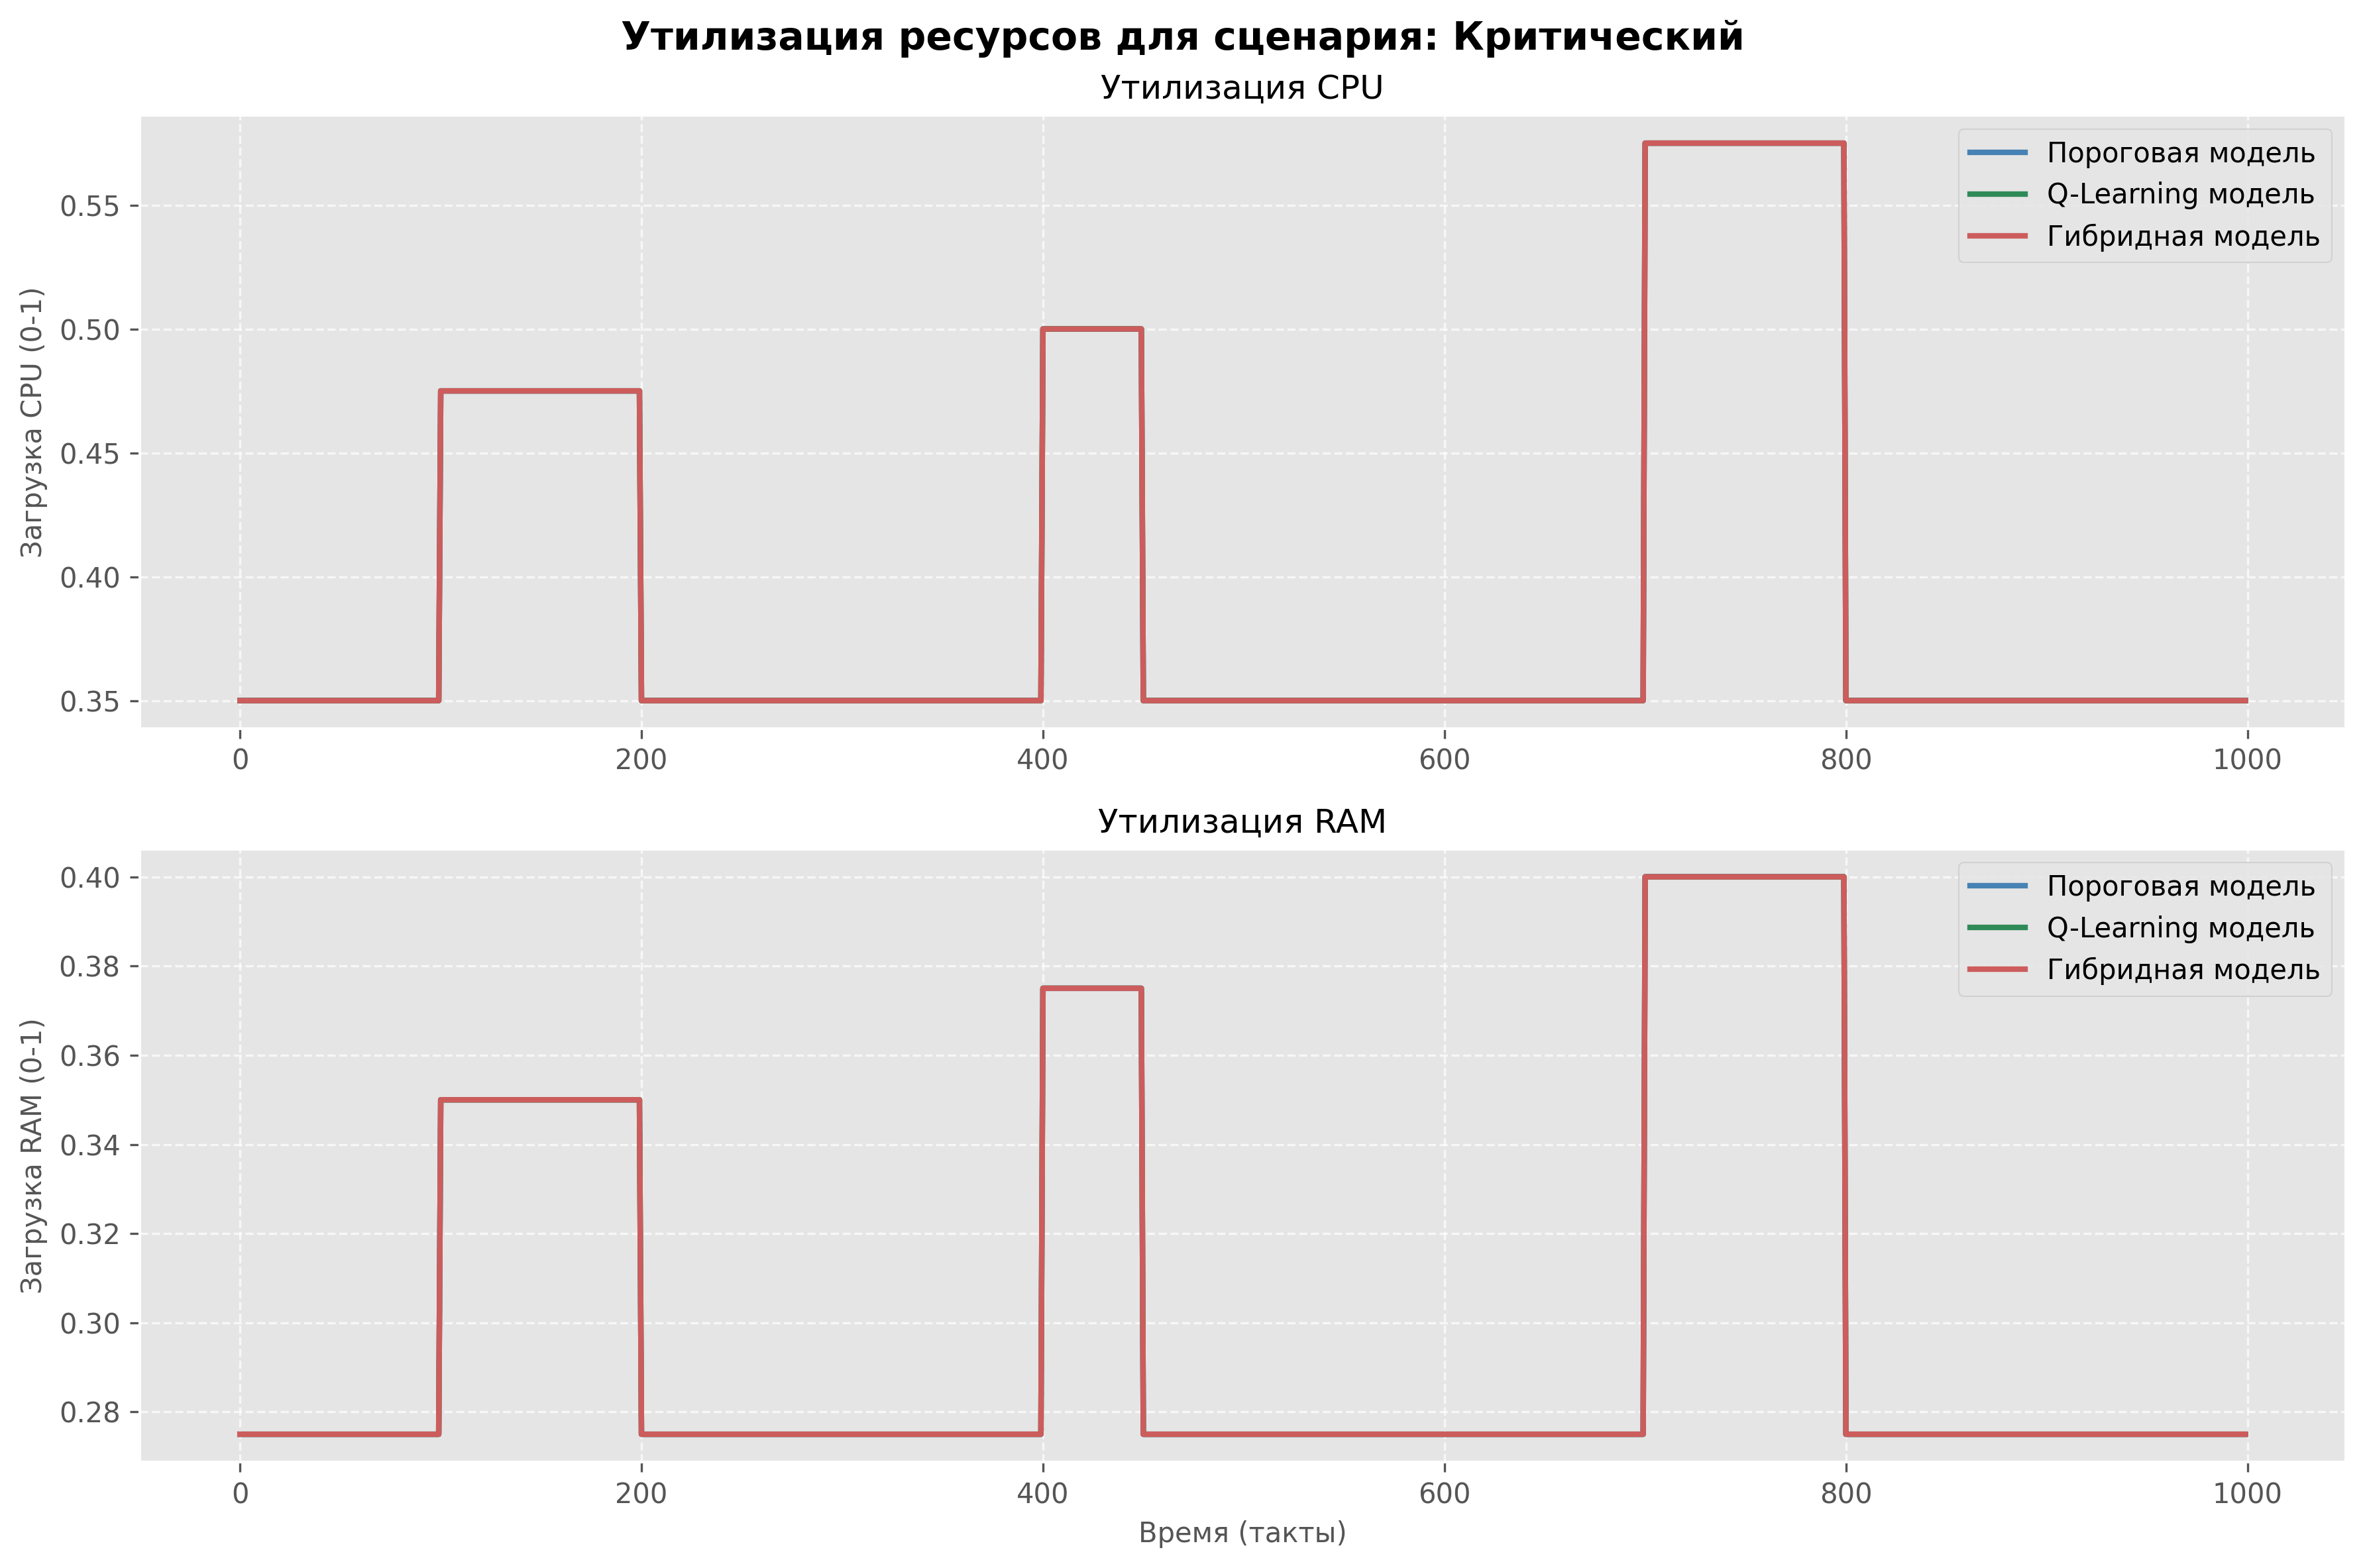 Утилизация ресурсов для сценария: Критический
Утилизация CPU
Загрузка CPU (0-1)
0.55
0.50
0.45
0.40
0.35
0 200 400 600 800 1000
Пороговая модель
Q-Learning модель
Гибридная модель
Утилизация RAM
Загрузка RAM (0-1)
0.40
0.38
0.36
0.34
0.32
0.30
0.28
0 200 400 600 800 1000
Пороговая модель
Q-Learning модель
Гибридная модель
Время (такты)